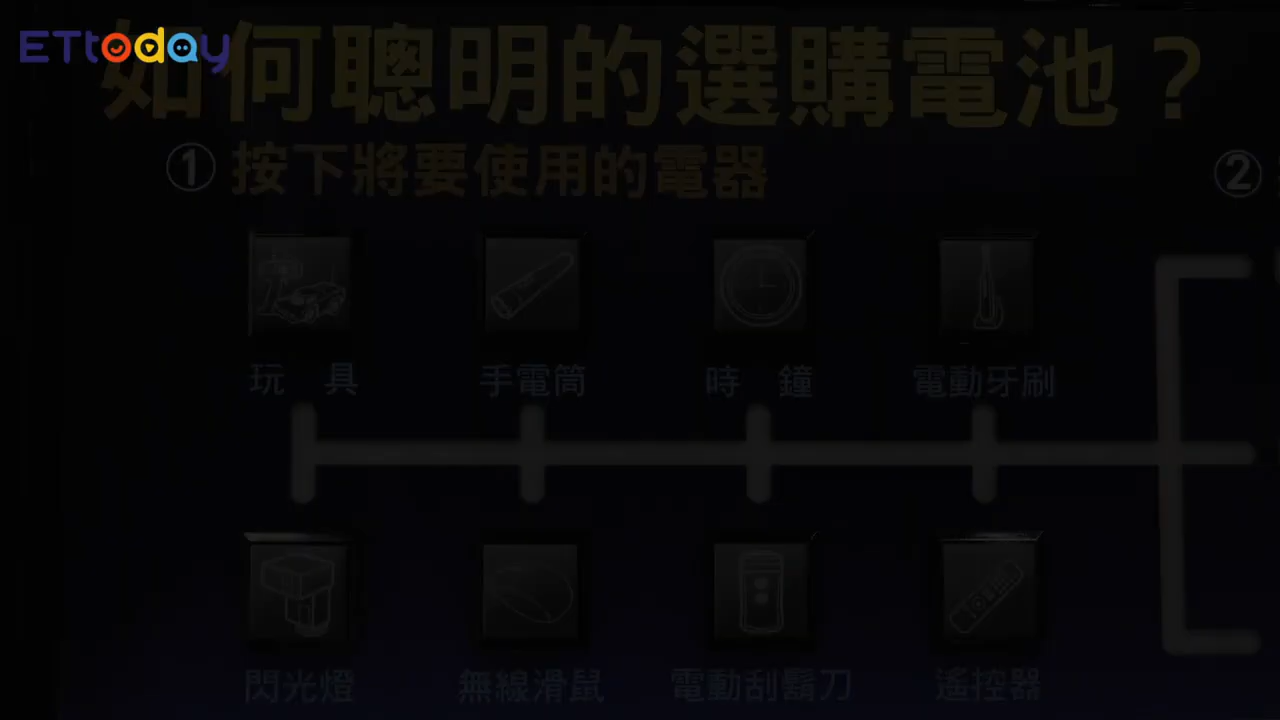 ETtoday
如何聰明的選購電池？
① 按下將要使用的電器
②
玩 具 手電筒 時 鐘 電動牙刷
閃光燈 無線滑鼠 電動刮鬍刀 遙控器